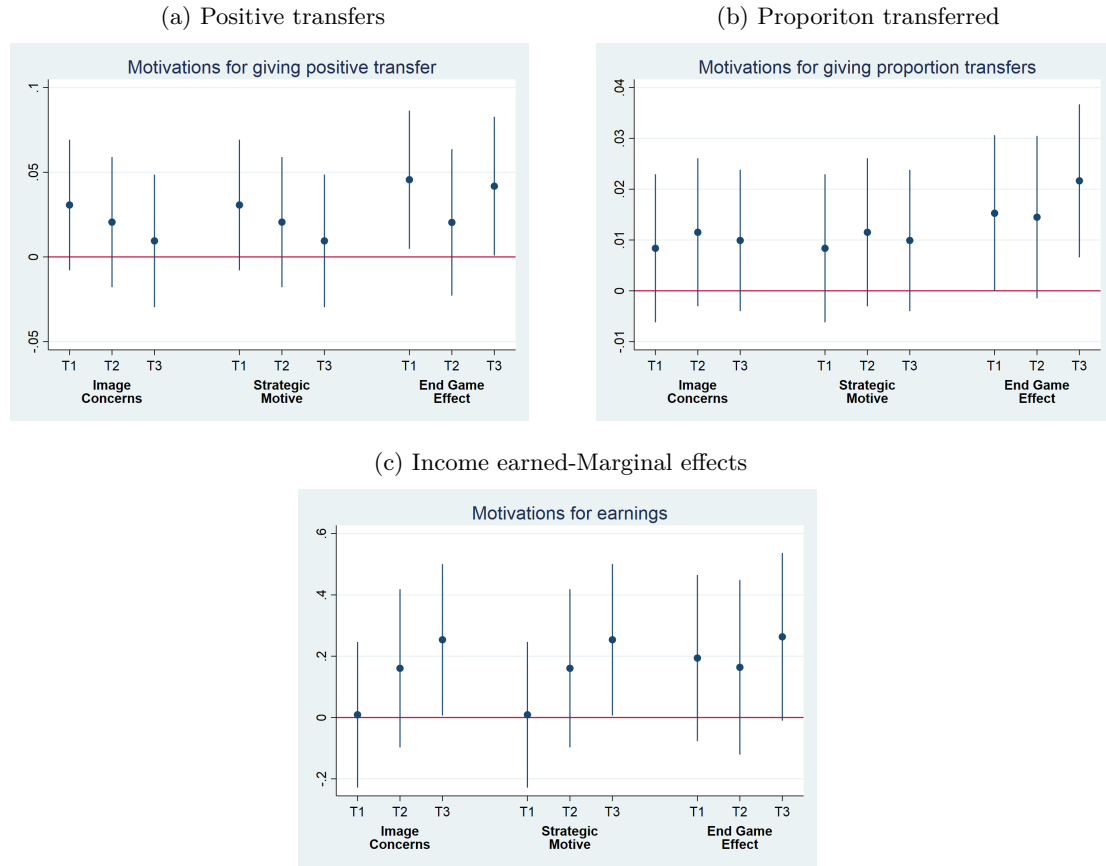 (a) Positive transfers
Motivations for giving positive transfer
.1
.05
0
-.05
T1 T2 T3 T1 T2 T3 T1 T2 T3
Image Concerns
Strategic Motive
End Game Effect
(b) Proporiton transferred
Motivations for giving proportion transfers
.04
.03
.02
.01
0
-.01
T1 T2 T3 T1 T2 T3 T1 T2 T3
Image Concerns
Strategic Motive
End Game Effect
(c) Income earned-Marginal effects
Motivations for earnings
.6
.4
.2
0
-.2
T1 T2 T3 T1 T2 T3 T1 T2 T3
Image Concerns
Strategic Motive
End Game Effect